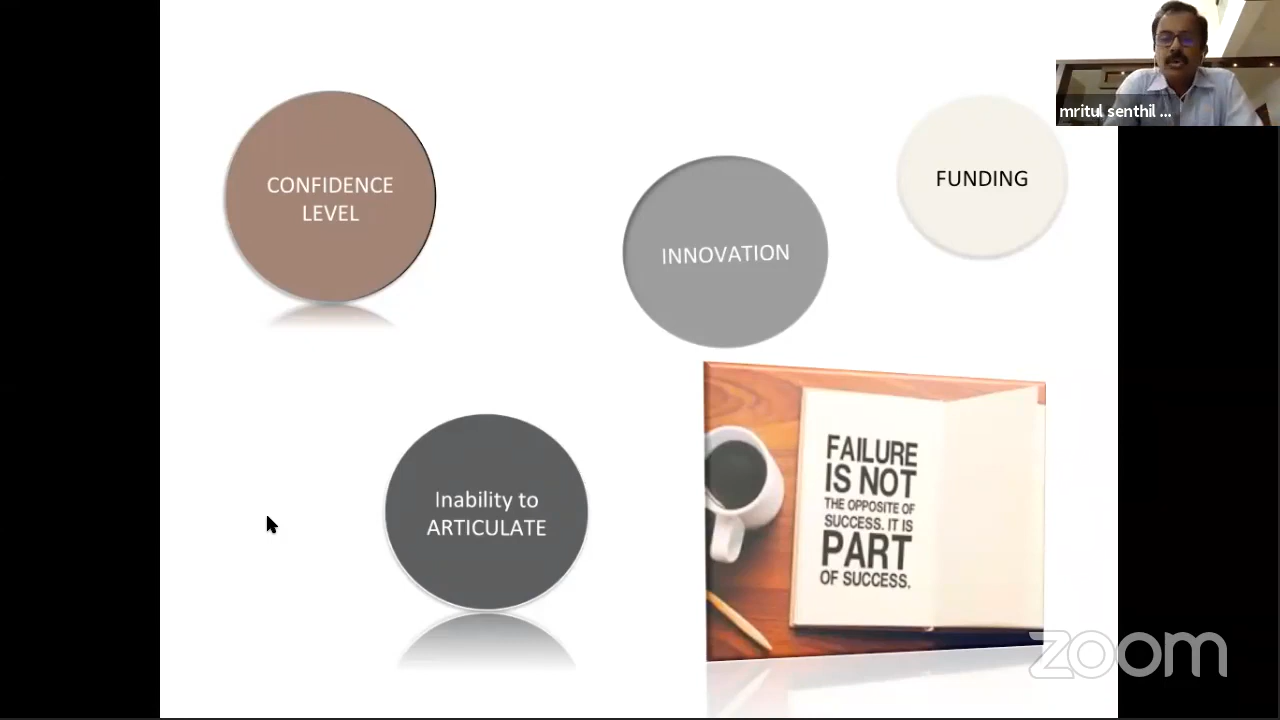 mritul senthil ...
CONFIDENCE
LEVEL
INNOVATION
FUNDING
Inability to
ARTICULATE
FAILURE
IS NOT
THE OPPOSITE OF
SUCCESS. IT IS
PART
OF SUCCESS.
zoom